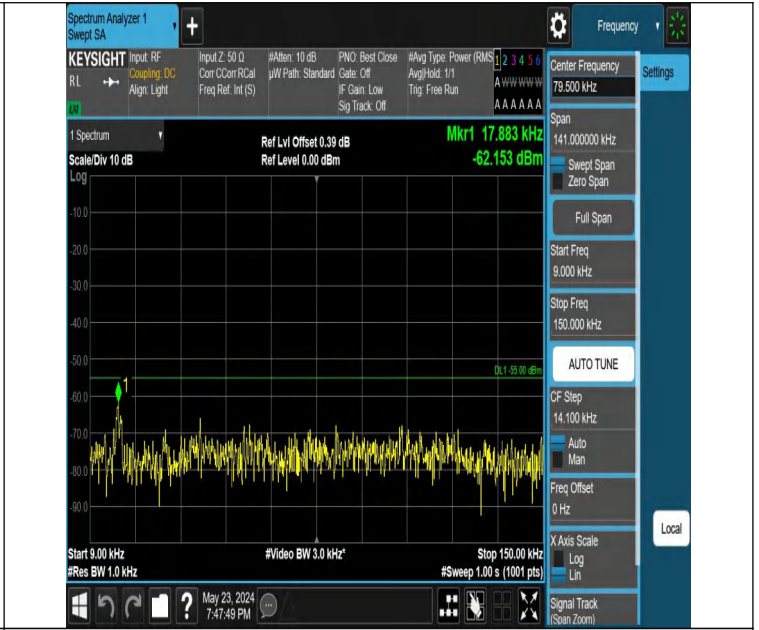 Spectrum Analyzer 1
Swept SA
+
Frequency
KEYSIGHT
RL
LXI
Input: RF
Coupling: DC
Align: Light
Input Z: 50 Ω
Corr CCorr RCal
Freq Ref: Int (S)
#Atten: 10 dB
µW Path: Standard
PNO: Best Close
Gate: Off
IF Gain: Low
Sig Track: Off
#Avg Type: Power (RMS
Avg|Hold: 1/1
Trig: Free Run
1 2 3 4 5 6
A W W W W W
A A A A A A
1 Spectrum
Scale/Div 10 dB
Log
Ref Lvl Offset 0.39 dB
Ref Level 0.00 dBm
Mkr1 17.883 kHz
-62.153 dBm
-10.0
-20.0
-30.0
-40.0
-50.0
DL1 -55.00 dBm
1
-60.0
-70.0
-80.0
-90.0
Start 9.00 kHz
#Res BW 1.0 kHz
#Video BW 3.0 kHz*
Stop 150.00 kHz
#Sweep 1.00 s (1001 pts)
?
May 23, 2024
7:47:49 PM
Center Frequency
79.500 kHz
Settings
Span
141.000000 kHz
Swept Span
Zero Span
Full Span
Start Freq
9.000 kHz
Stop Freq
150.000 kHz
AUTO TUNE
CF Step
14.100 kHz
Auto
Man
Freq Offset
0 Hz
X Axis Scale
Log
Lin
Local
Signal Track
(Span Zoom)